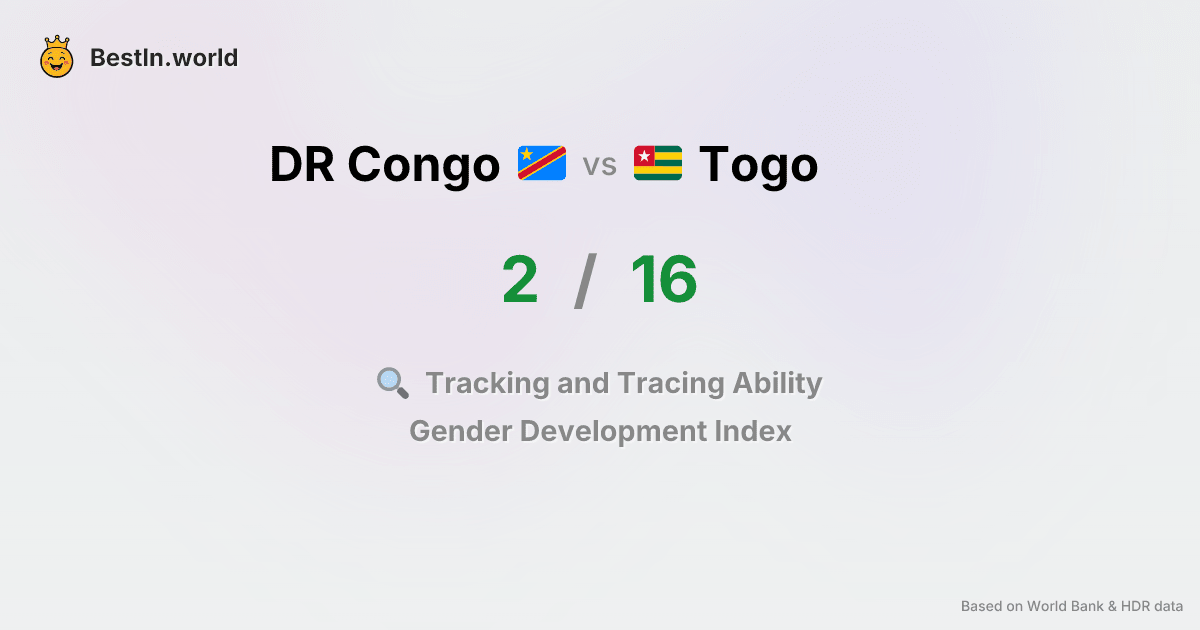 BestIn.world
DR Congo vs Togo
2 / 16
Tracking and Tracing Ability
Gender Development Index
Based on World Bank & HDR data